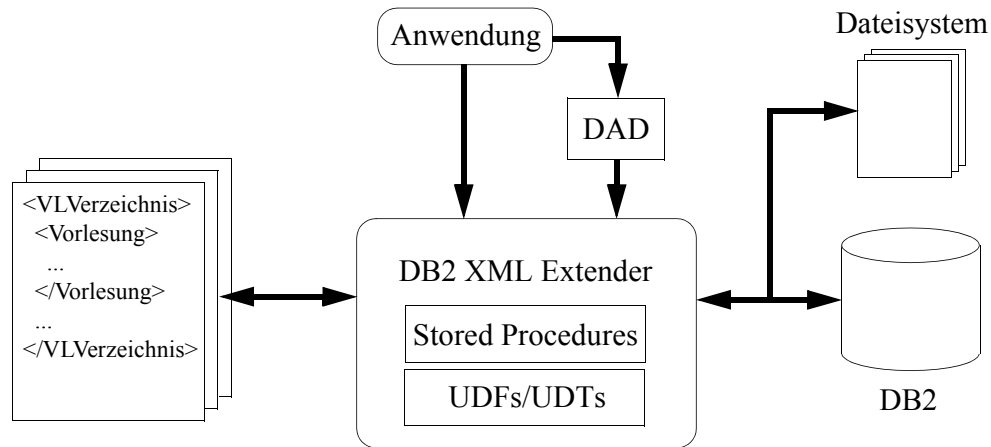 Anwendung
Dateisystem
DAD
<VLVerzeichnis>
<Vorlesung>
...
</Vorlesung>
...
</VLVerzeichnis>
DB2 XML Extender
Stored Procedures
UDFs/UDTs
DB2